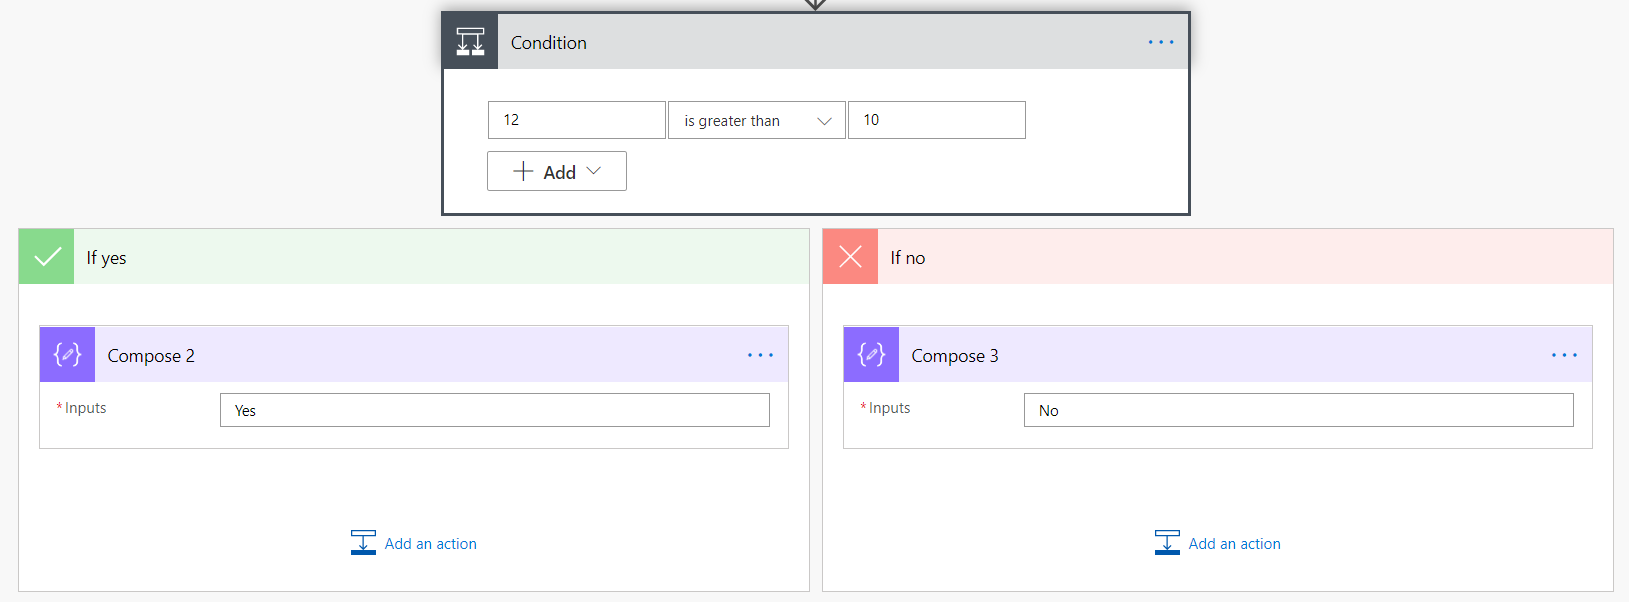 Condition
12
is greater than
10
Add
If yes
Compose 2
*Inputs
Yes
Add an action
If no
Compose 3
*Inputs
No
Add an action